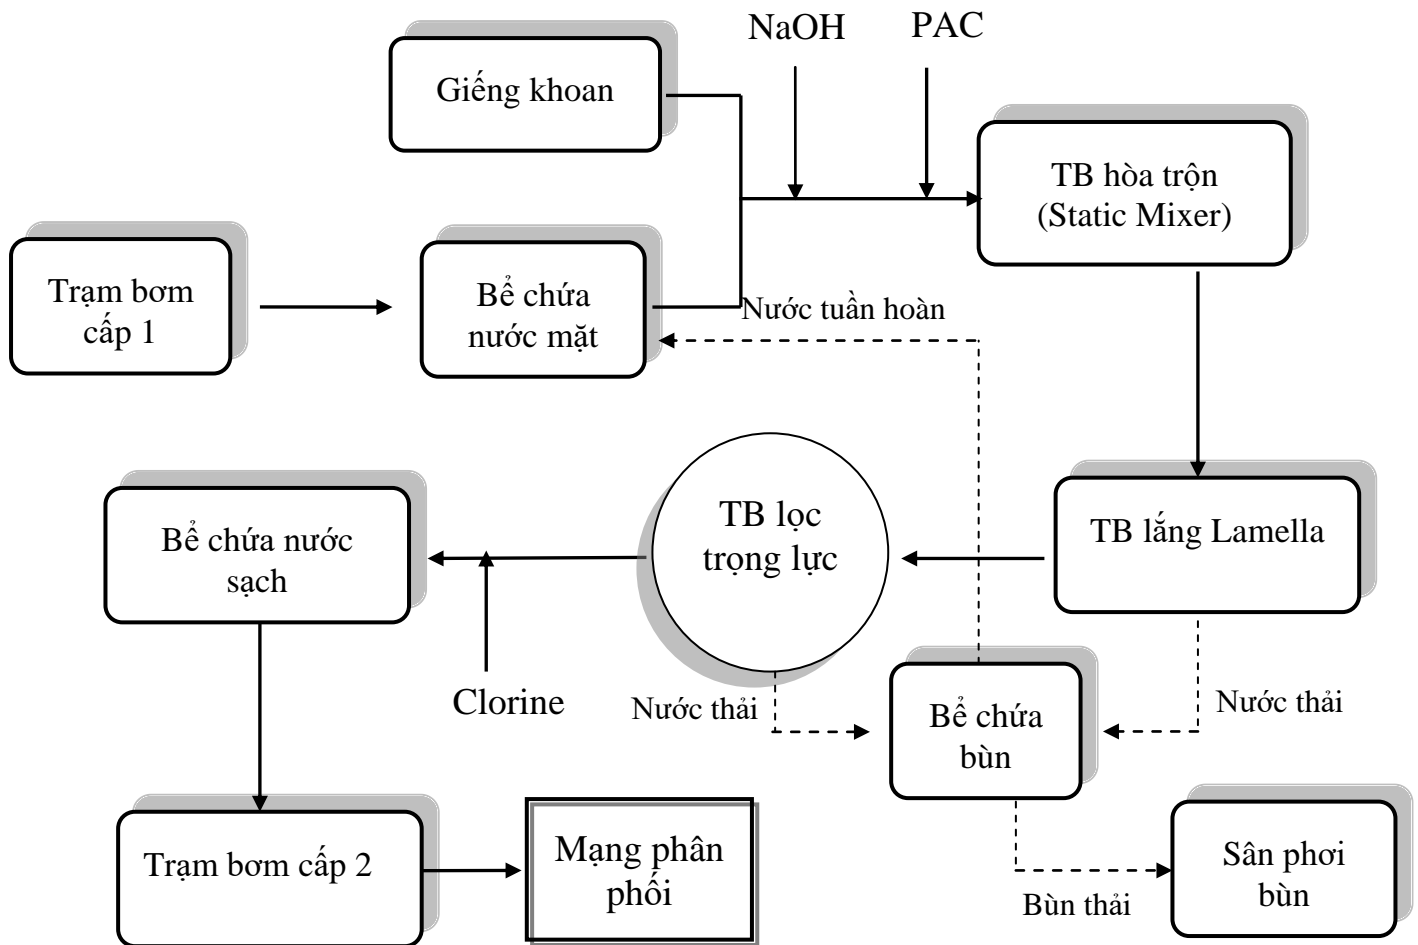 NaOH
PAC
Giếng khoan
TB hòa trộn
(Static Mixer)
Trạm bơm
cấp 1
Bể chứa
nước mặt
Nước tuần hoàn
Bể chứa nước
sạch
TB lọc
trọng lực
TB lắng Lamella
Clorine
Nước thải
Bể chứa
bùn
Nước thải
Trạm bơm cấp 2
Mạng phân
phối
Bùn thải
Sân phơi
bùn